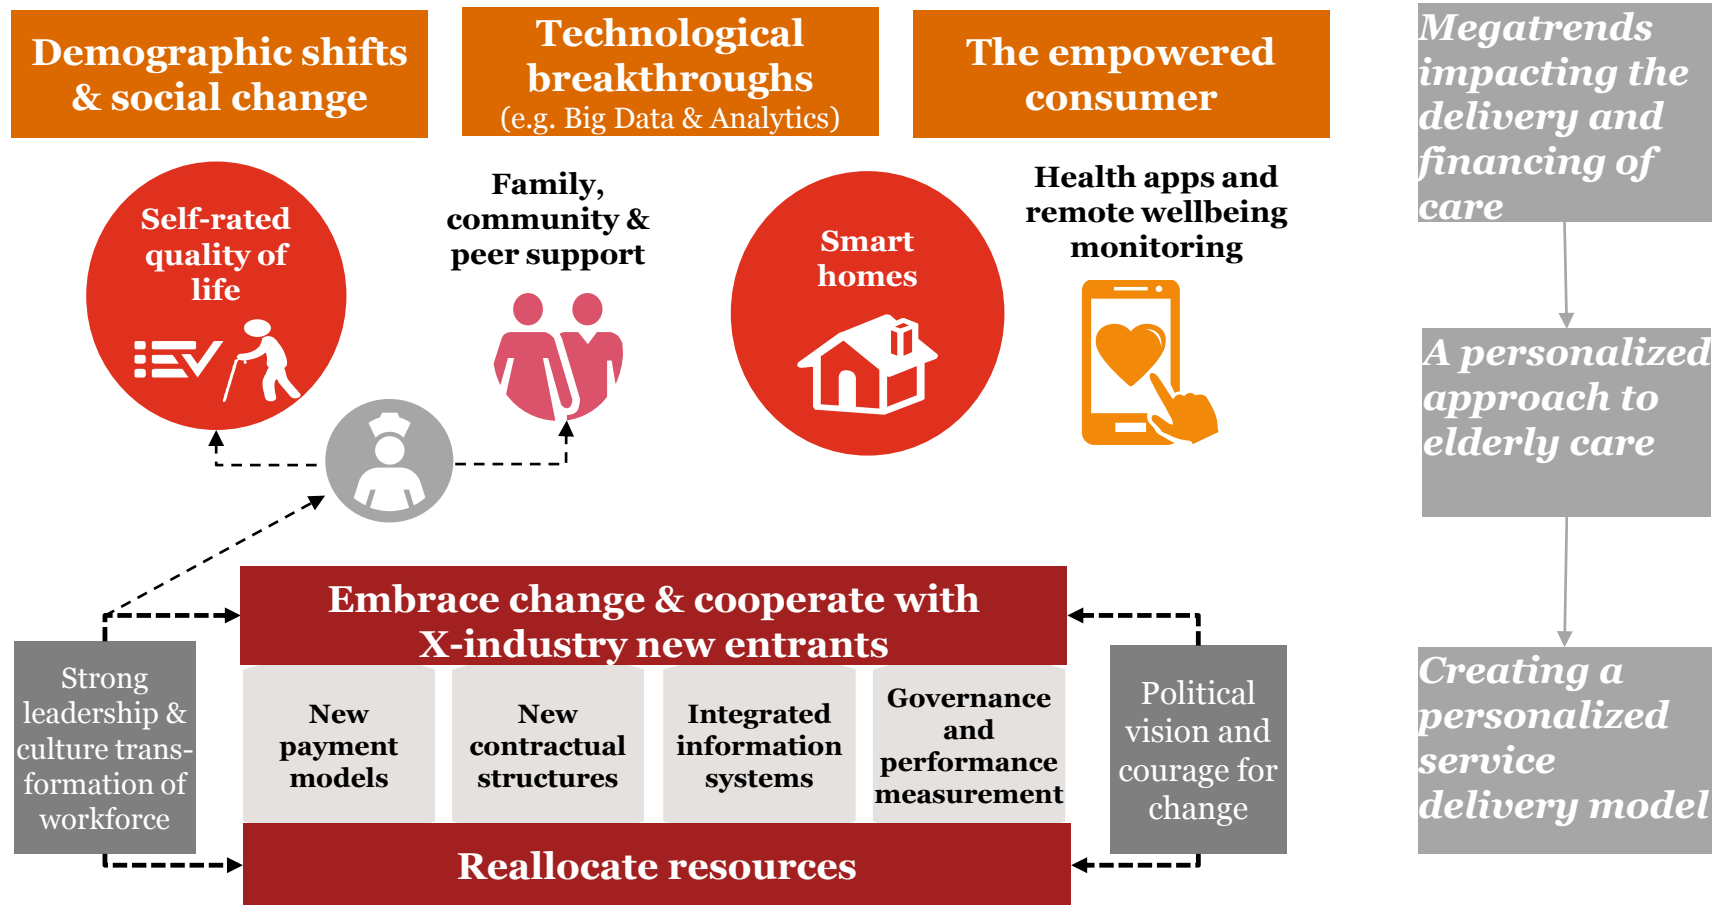 Demographic shifts
& social change
Technological
breakthroughs
(e.g. Big Data & Analytics)
The empowered
consumer
Megatrends
impacting the
delivery and
financing of
care
Self-rated
quality of
life
Family,
community &
peer support
Smart
homes
Health apps and
remote wellbeing
monitoring
A personalized
approach to
elderly care
Embrace change & cooperate with
X-industry new entrants
Strong
leadership &
culture trans-
formation of
workforce
New
payment
models
New
contractual
structures
Integrated
information
systems
Governance
and
performance
measurement
Political
vision and
courage for
change
Reallocate resources
Creating a
personalized
service
delivery model